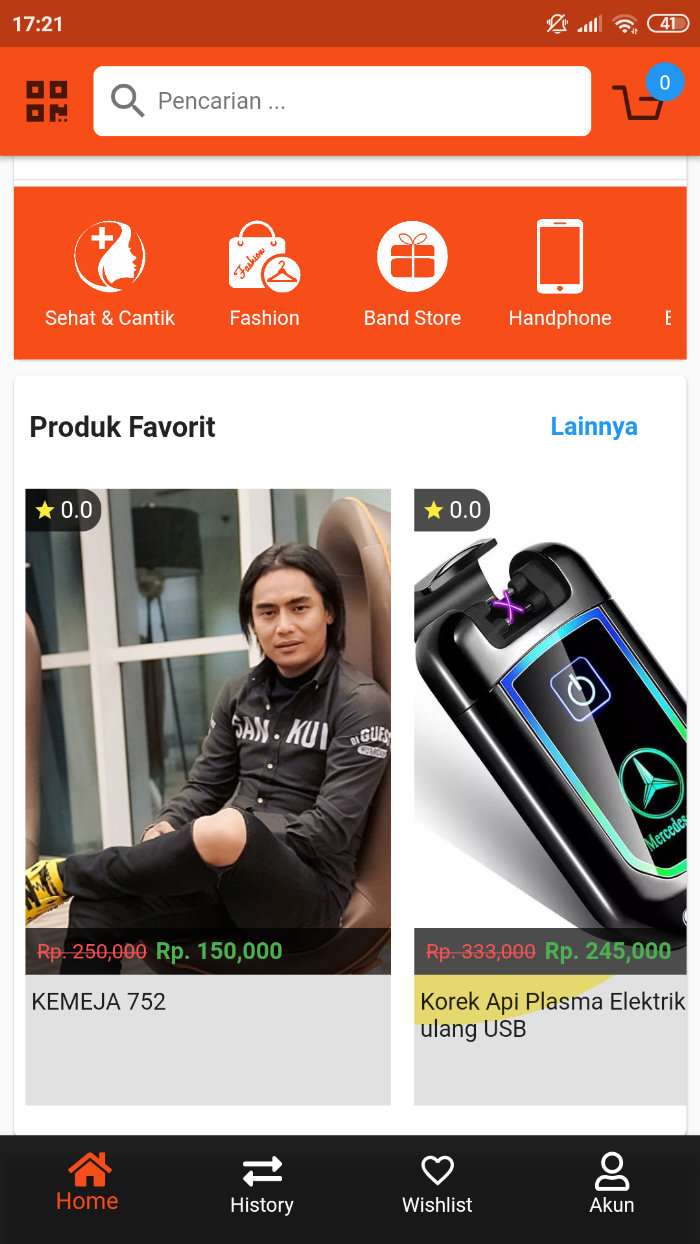 17:21
41
Pencarian ...
0
Fashion
Sehat & Cantik
Fashion
Band Store
Handphone
Produk Favorit
Lainnya
0.0
SAN KUI
GUES
Rp. 250,000 Rp. 150,000
KEMEJA 752
0.0
Mercedes
Rp. 333,000 Rp. 245,000
Korek Api Plasma Elektrik
ulang USB
Home
History
Wishlist
Akun